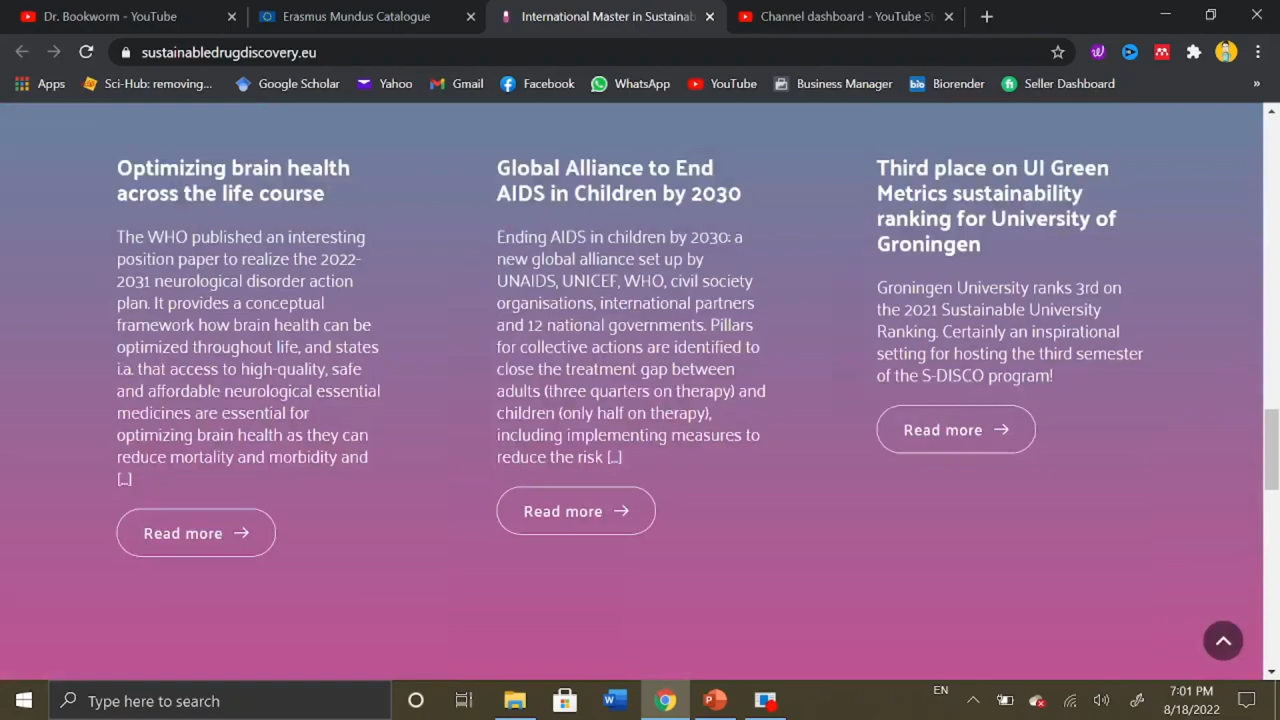 Dr. Bookworm - YouTube
Erasmus Mundus Catalogue
International Master in Sustainab
Channel dashboard - YouTube St
sustainabledrugdiscovery.eu
Apps
Sci-Hub: removing...
Google Scholar
Yahoo
Gmail
Facebook
WhatsApp
YouTube
Business Manager
bio
Biorender
fi
Seller Dashboard
»
Optimizing brain health
across the life course
The WHO published an interesting
position paper to realize the 2022-
2031 neurological disorder action
plan. It provides a conceptual
framework how brain health can be
optimized throughout life, and states
i.a. that access to high-quality, safe
and affordable neurological essential
medicines are essential for
optimizing brain health as they can
reduce mortality and morbidity and
[...]
Read more →
Global Alliance to End
AIDS in Children by 2030
Ending AIDS in children by 2030: a
new global alliance set up by
UNAIDS, UNICEF, WHO, civil society
organisations, international partners
and 12 national governments. Pillars
for collective actions are identified to
close the treatment gap between
adults (three quarters on therapy) and
children (only half on therapy),
including implementing measures to
reduce the risk [...]
Read more →
Third place on UI Green
Metrics sustainability
ranking for University of
Groningen
Groningen University ranks 3rd on
the 2021 Sustainable University
Ranking. Certainly an inspirational
setting for hosting the third semester
of the S-DISCO program!
Read more →
Type here to search
EN
7:01 PM
8/18/2022